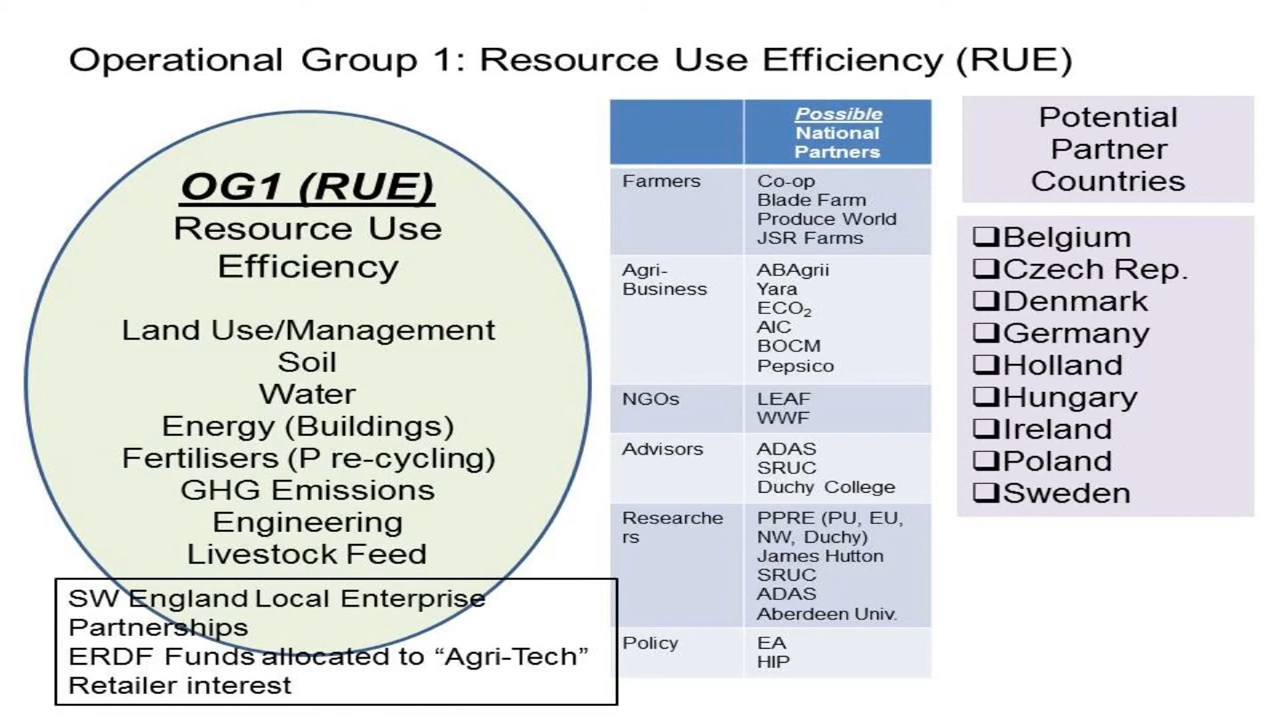 Operational Group 1: Resource Use Efficiency (RUE)
OG1 (RUE)
Resource Use
Efficiency
Land Use/Management
Soil
Water
Energy (Buildings)
Fertilisers (P re-cycling)
GHG Emissions
Engineering
Livestock Feed
SW England Local Enterprise
Partnerships
ERDF Funds allocated to “Agri-Tech”
Retailer interest
Possible
National
Partners
Farmers
Co-op
Blade Farm
Produce World
JSR Farms
Agri-
Business
ABAgrii
Yara
ECO₂
AIC
BOCM
Pepsico
NGOs
LEAF
WWF
Advisors
ADAS
SRUC
Duchy College
Researche
rs
PPRE (PU, EU,
NW, Duchy)
James Hutton
SRUC
ADAS
Aberdeen Univ.
Policy
EA
HIP
Potential
Partner
Countries
❑Belgium
❑Czech Rep.
❑Denmark
❑Germany
❑Holland
❑Hungary
❑Ireland
❑Poland
❑Sweden